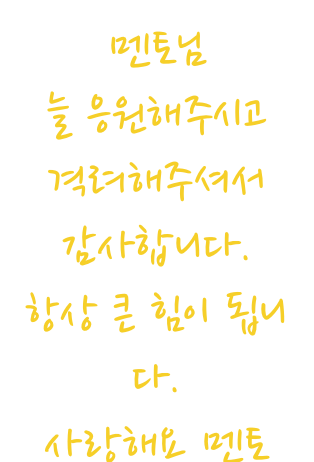 멘토님
늘 응원해주시고
격려해주셔서
감사합니다.
항상 큰 힘이 됩니
다.
사랑해요 멘토